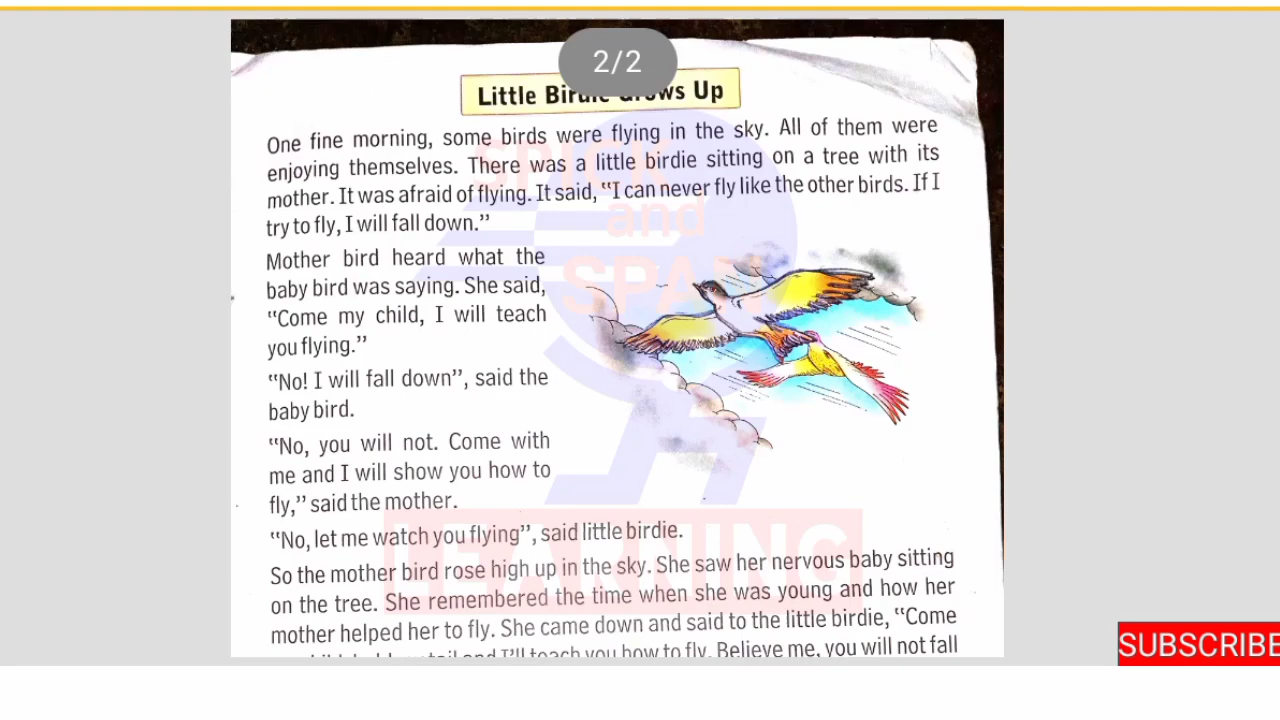 2/2
Little Birdie Grows Up
One fine morning, some birds were flying in the sky. All of them were
enjoying themselves. There was a little birdie sitting on a tree with its
mother. It was afraid of flying. It said, "I can never fly like the other birds. If I
try to fly, I will fall down."
Mother bird heard what the
baby bird was saying. She said,
"Come my child, I will teach
you flying."
"No! I will fall down", said the
baby bird.
"No, you will not. Come with
me and I will show you how to
fly," said the mother.
"No, let me watch you flying", said little birdie.
So the mother bird rose high up in the sky. She saw her nervous baby sitting
on the tree. She remembered the time when she was young and how her
mother helped her to fly. She came down and said to the little birdie, "Come
tail and I'll teach you how to fly. Believe me, you will not fall
SPICK
and
SPAN
LEARNING
SUBSCRIBE